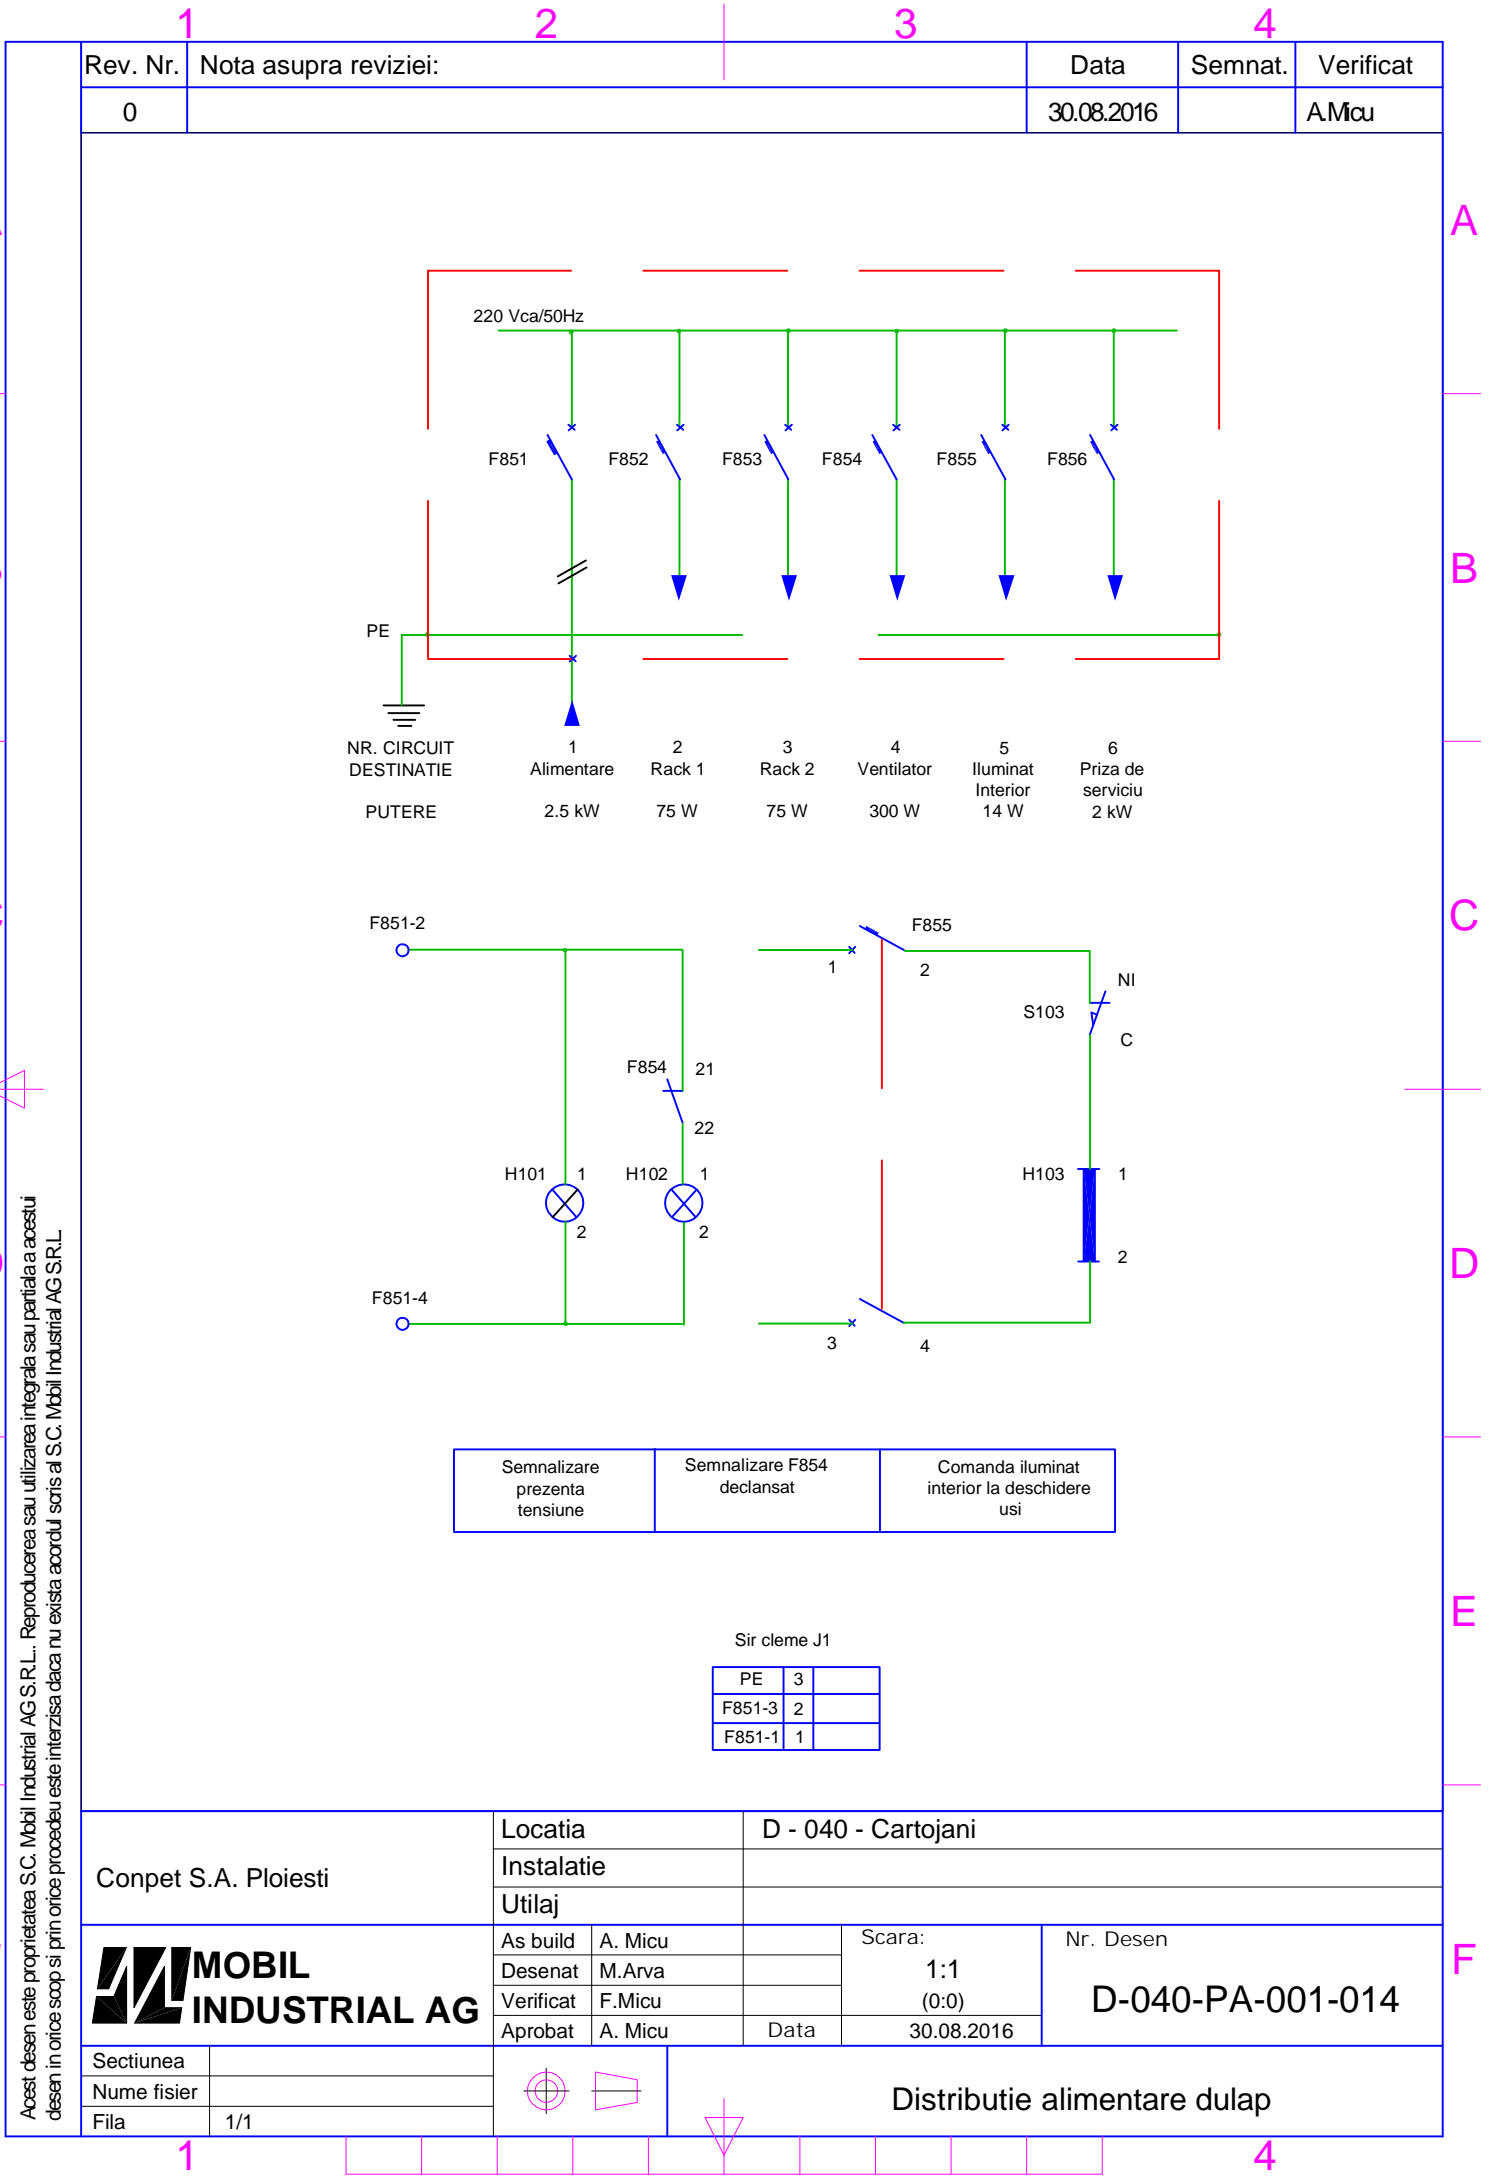 1 2 3 4
Rev. Nr. Nota asupra reviziei: Data Semnat. Verificat
0 30.08.2016 A.Micu
A
220 Vca/50Hz
F851 F852 F853 F854 F855 F856
B
PE
NR. CIRCUIT 1 2 3 4 5 6
DESTINATIE Alimentare Rack 1 Rack 2 Ventilator Iluminat Priza de
Interior serviciu
PUTERE 2.5 kW 75 W 75 W 300 W 14 W 2 kW
F851-2 F855
C
1 2
NI
S103
C
F854 21
22
H101 1 H102 1 H103 1
2 2 2
D
F851-4
3 4
Semnalizare
prezenta
tensiune
Semnalizare F854
declansat
Comanda iluminat
interior la deschidere
usi
E
Sir cleme J1
PE 3
F851-3 2
F851-1 1
Acest desen este proprietatea S.C. Mobil Industrial AG S.R.L.. Reproducerea sau utilizarea integrala sau partiala a acestui
desen in orice scop si prin orice procedeu este interzisa daca nu exista acordul scris al S.C. Mobil Industrial AG S.R.L.
Conpet S.A. Ploiesti
Locatia D - 040 - Cartojani
Instalatie
Utilaj
MOBIL
INDUSTRIAL AG
As build A. Micu
Desenat M.Arva
Verificat F.Micu
Aprobat A. Micu Data 30.08.2016
Scara:
1:1
(0:0)
Nr. Desen
D-040-PA-001-014
F
Sectiunea
Nume fisier
Fila 1/1
Distributie alimentare dulap
1 4